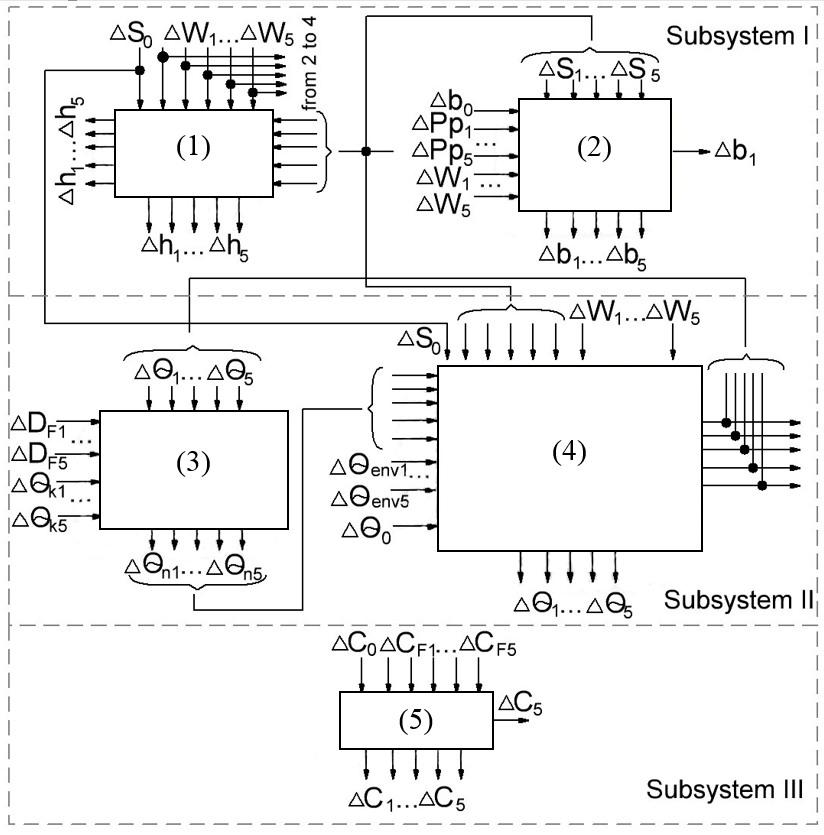 Subsystem I
△S0 △W1...△W5
from 2 to 4
△h1...△h5
(1)
△h1...△h5
△S1...△S5
△b0
△Pp1
...
△Pp5
△W1
...
△W5
(2)
△b1
△b1...△b5
△S0
△W1...△W5
△Θ1...△Θ5
△DF1
...
△DF5
△Θk1
...
△Θk5
(3)
△Θn1...△Θn5
△Θenv1
...
△Θenv5
△Θ0
(4)
△Θ1...△Θ5
Subsystem II
△C0 △CF1...△CF5
(5)
△C5
△C1...△C5
Subsystem III